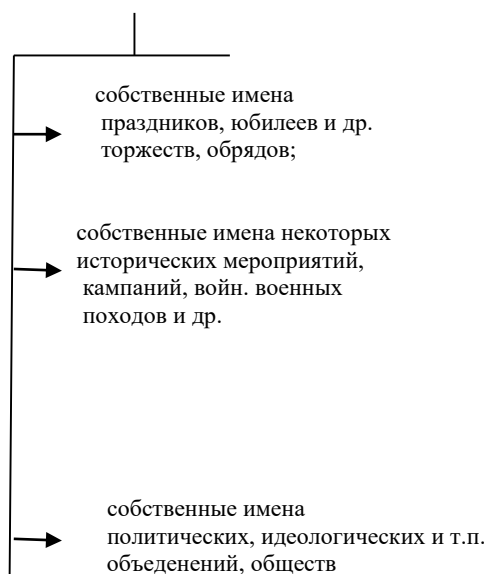 собственные имена
праздников, юбилеев и др.
торжеств, обрядов;
собственные имена некоторых
исторических мероприятий,
кампаний, войн. военных
походов и др.
собственные имена
политических, идеологических и т.п.
объеденений, обществ